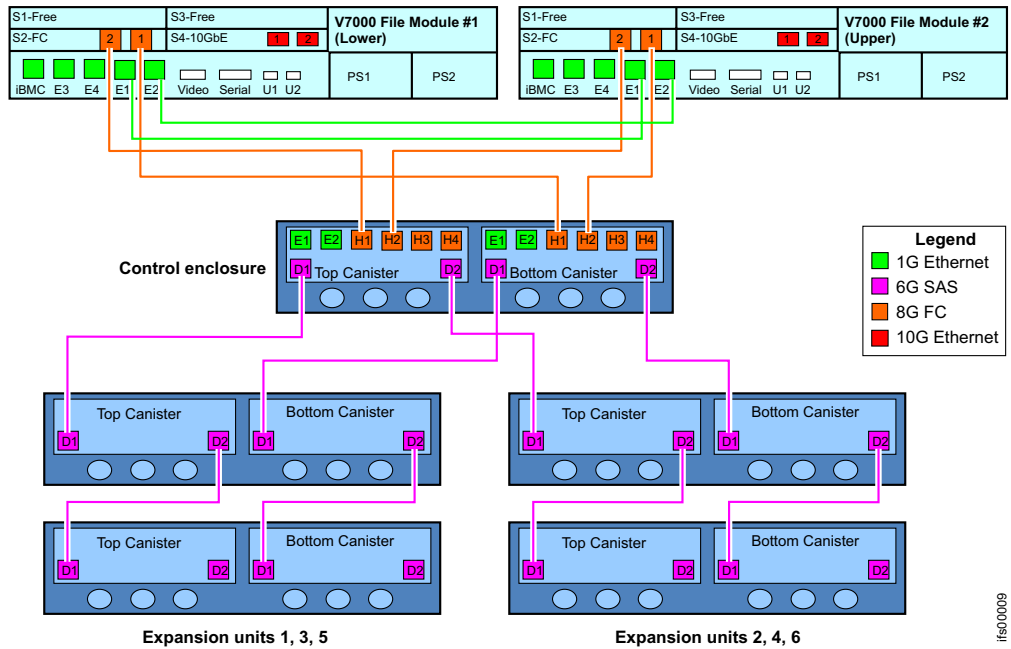 S1-Free
S3-Free
V7000 File Module #1
(Lower)
S2-FC
2
1
S4-10GbE
1
2
iBMC E3 E4 E1 E2 Video Serial U1 U2
PS1
PS2
S1-Free
S3-Free
V7000 File Module #2
(Upper)
S2-FC
2
1
S4-10GbE
1
2
iBMC E3 E4 E1 E2 Video Serial U1 U2
PS1
PS2
Control enclosure
E1 E2 H1 H2 H3 H4
D1 Top Canister D2
E1 E2 H1 H2 H3 H4
D1 Bottom Canister D2
Legend
1G Ethernet
6G SAS
8G FC
10G Ethernet
Top Canister
D1 D2
Bottom Canister
D1 D2
Top Canister
D1 D2
Bottom Canister
D1 D2
Top Canister
D1 D2
Bottom Canister
D1 D2
Top Canister
D1 D2
Bottom Canister
D1 D2
Expansion units 1, 3, 5
Expansion units 2, 4, 6
ifs00009